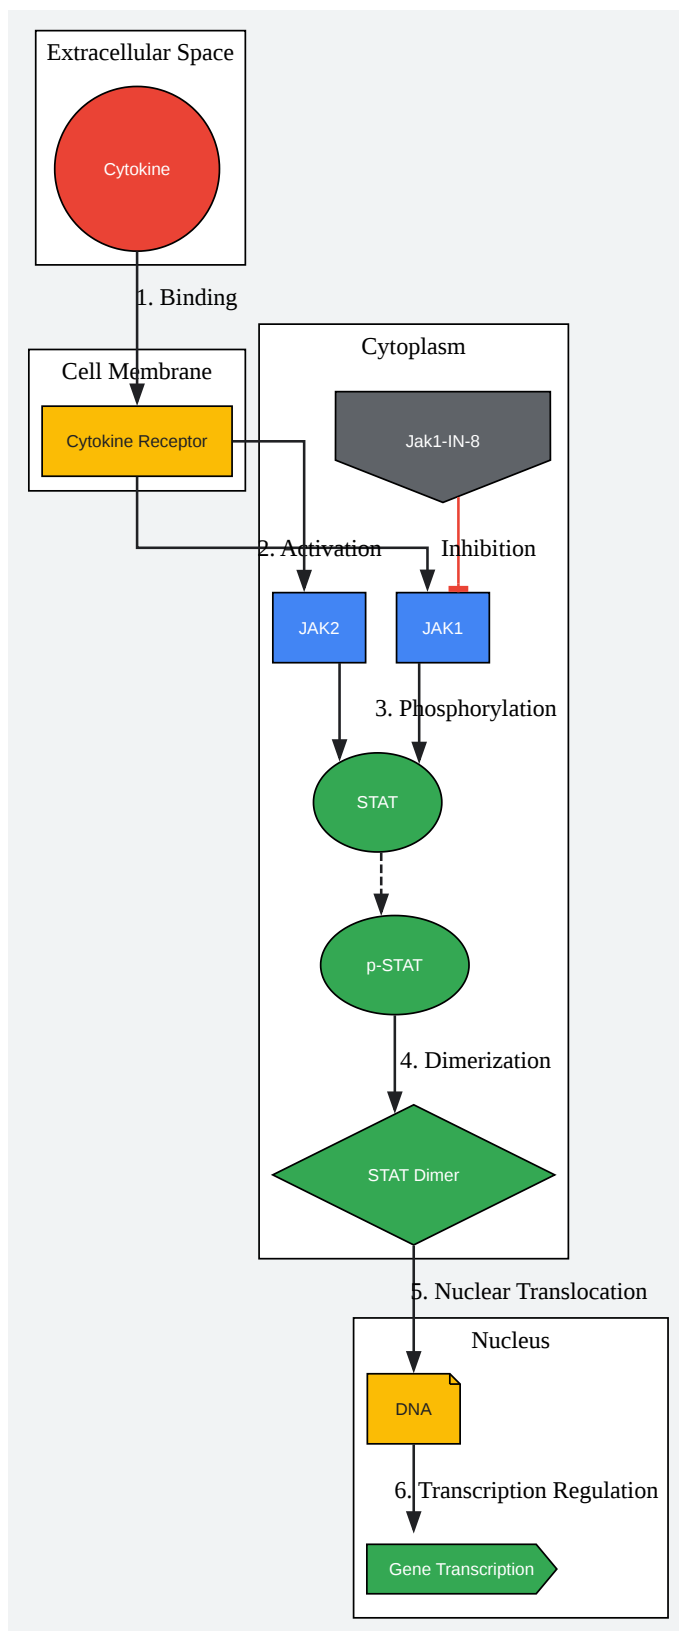 Extracellular Space
Cytokine
1. Binding
Cell Membrane
Cytokine Receptor
Cytoplasm
Jak1-IN-8
2. Activation
Inhibition
JAK2
JAK1
3. Phosphorylation
STAT
p-STAT
4. Dimerization
STAT Dimer
5. Nuclear Translocation
Nucleus
DNA
6. Transcription Regulation
Gene Transcription